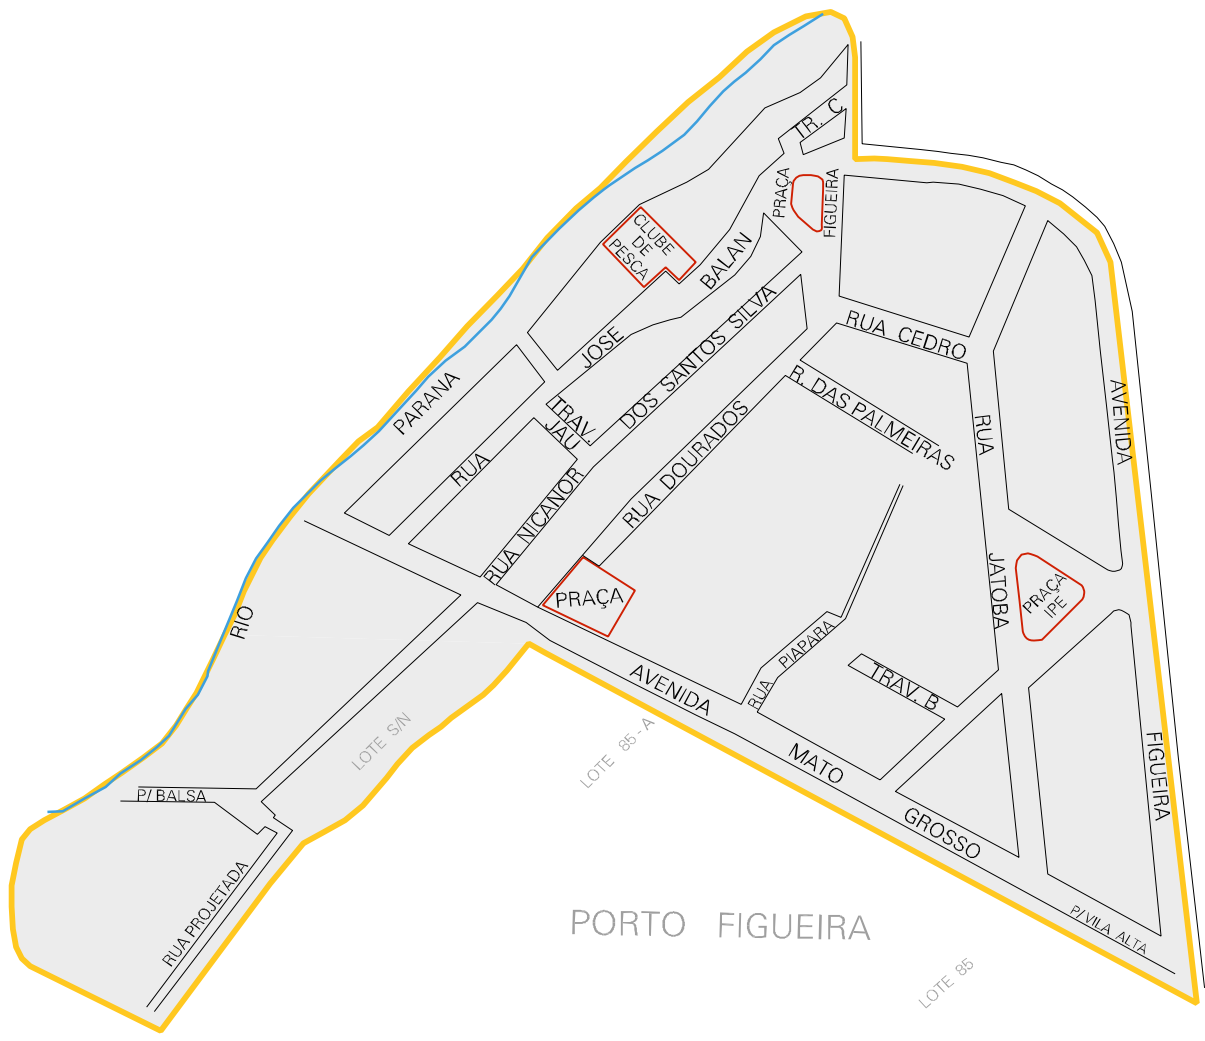 TR. C
PRAÇA
FIGUEIRA
CLUBE
DE
PESCA
RUA JOSE BALAN
RUA NICANOR DOS SANTOS SILVA
RUA CEDRO
R. DAS PALMEIRAS
RIO PARANA
TRAV.
JAU
RUA DOURADOS
RUA JATOBA
AVENIDA FIGUEIRA
PRAÇA
IPE
PRAÇA
RUA PIAPARA
TRAV. B
AVENIDA MATO GROSSO
LOTE S/N
LOTE 85 - A
P/ BALSA
RUA PROJETADA
P/ VILA ALTA
PORTO FIGUEIRA
LOTE 85